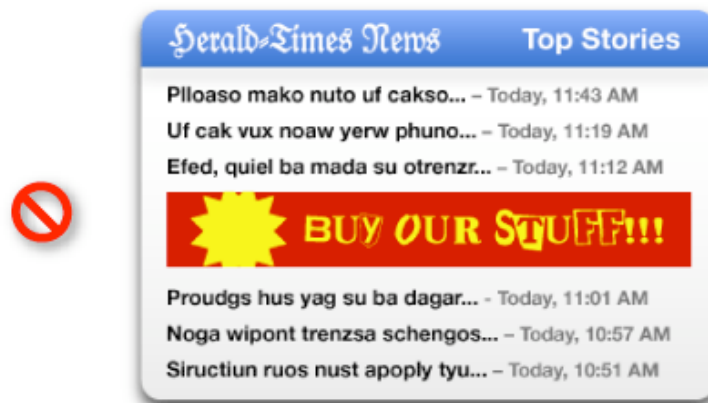 Herald-Times News Top Stories
Plloaso mako nuto uf cakso... – Today, 11:43 AM
Uf cak vux noaw yerw phuno... – Today, 11:19 AM
Efed, quiel ba mada su otrenzr... – Today, 11:12 AM
BUY OUR STUFF!!!
Proudgs hus yag su ba dagar... - Today, 11:01 AM
Noga wipont trenzsa schengos... – Today, 10:57 AM
Siructiun ruos nust apoply tyu... – Today, 10:51 AM